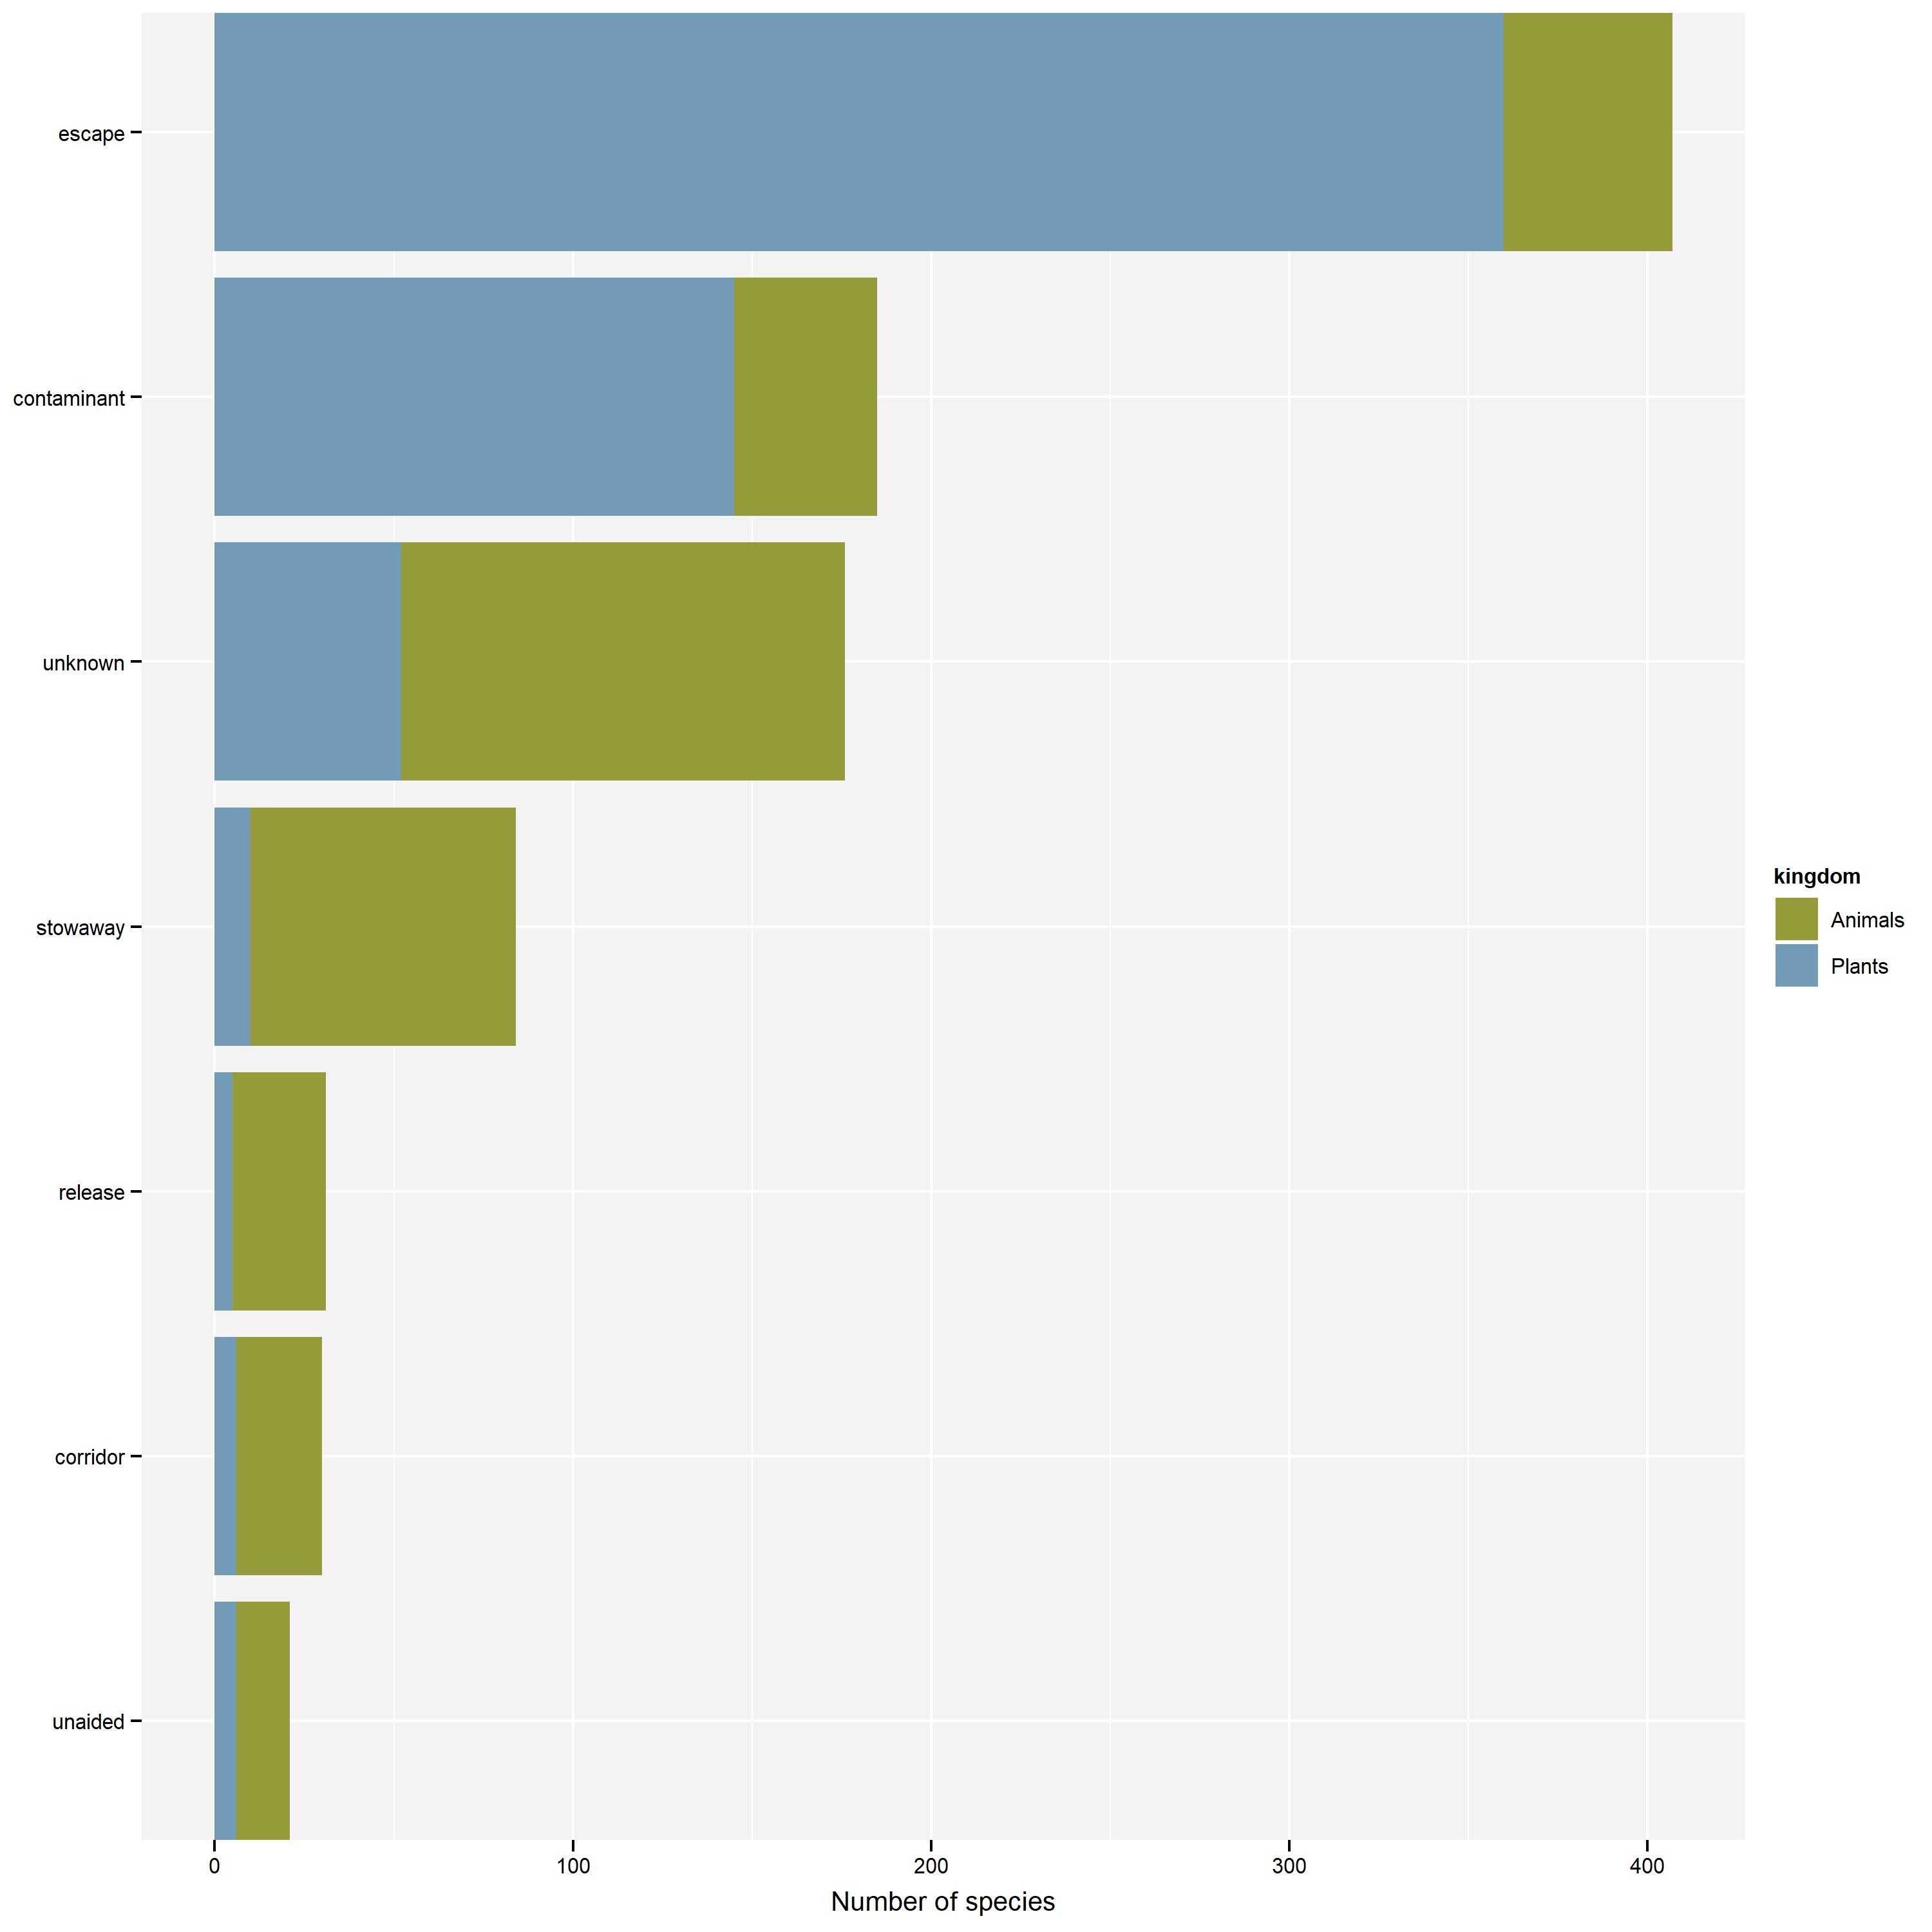 escape
contaminant
unknown
stowaway
release
corridor
unaided
0 100 200 300 400
Number of species
kingdom
Animals
Plants